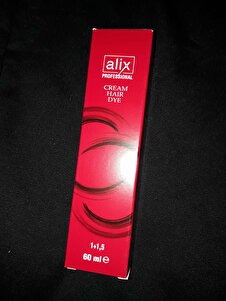 alix
PROFESSIONAL
CREAM
HAIR
DYE
1+1,5
60 ml e